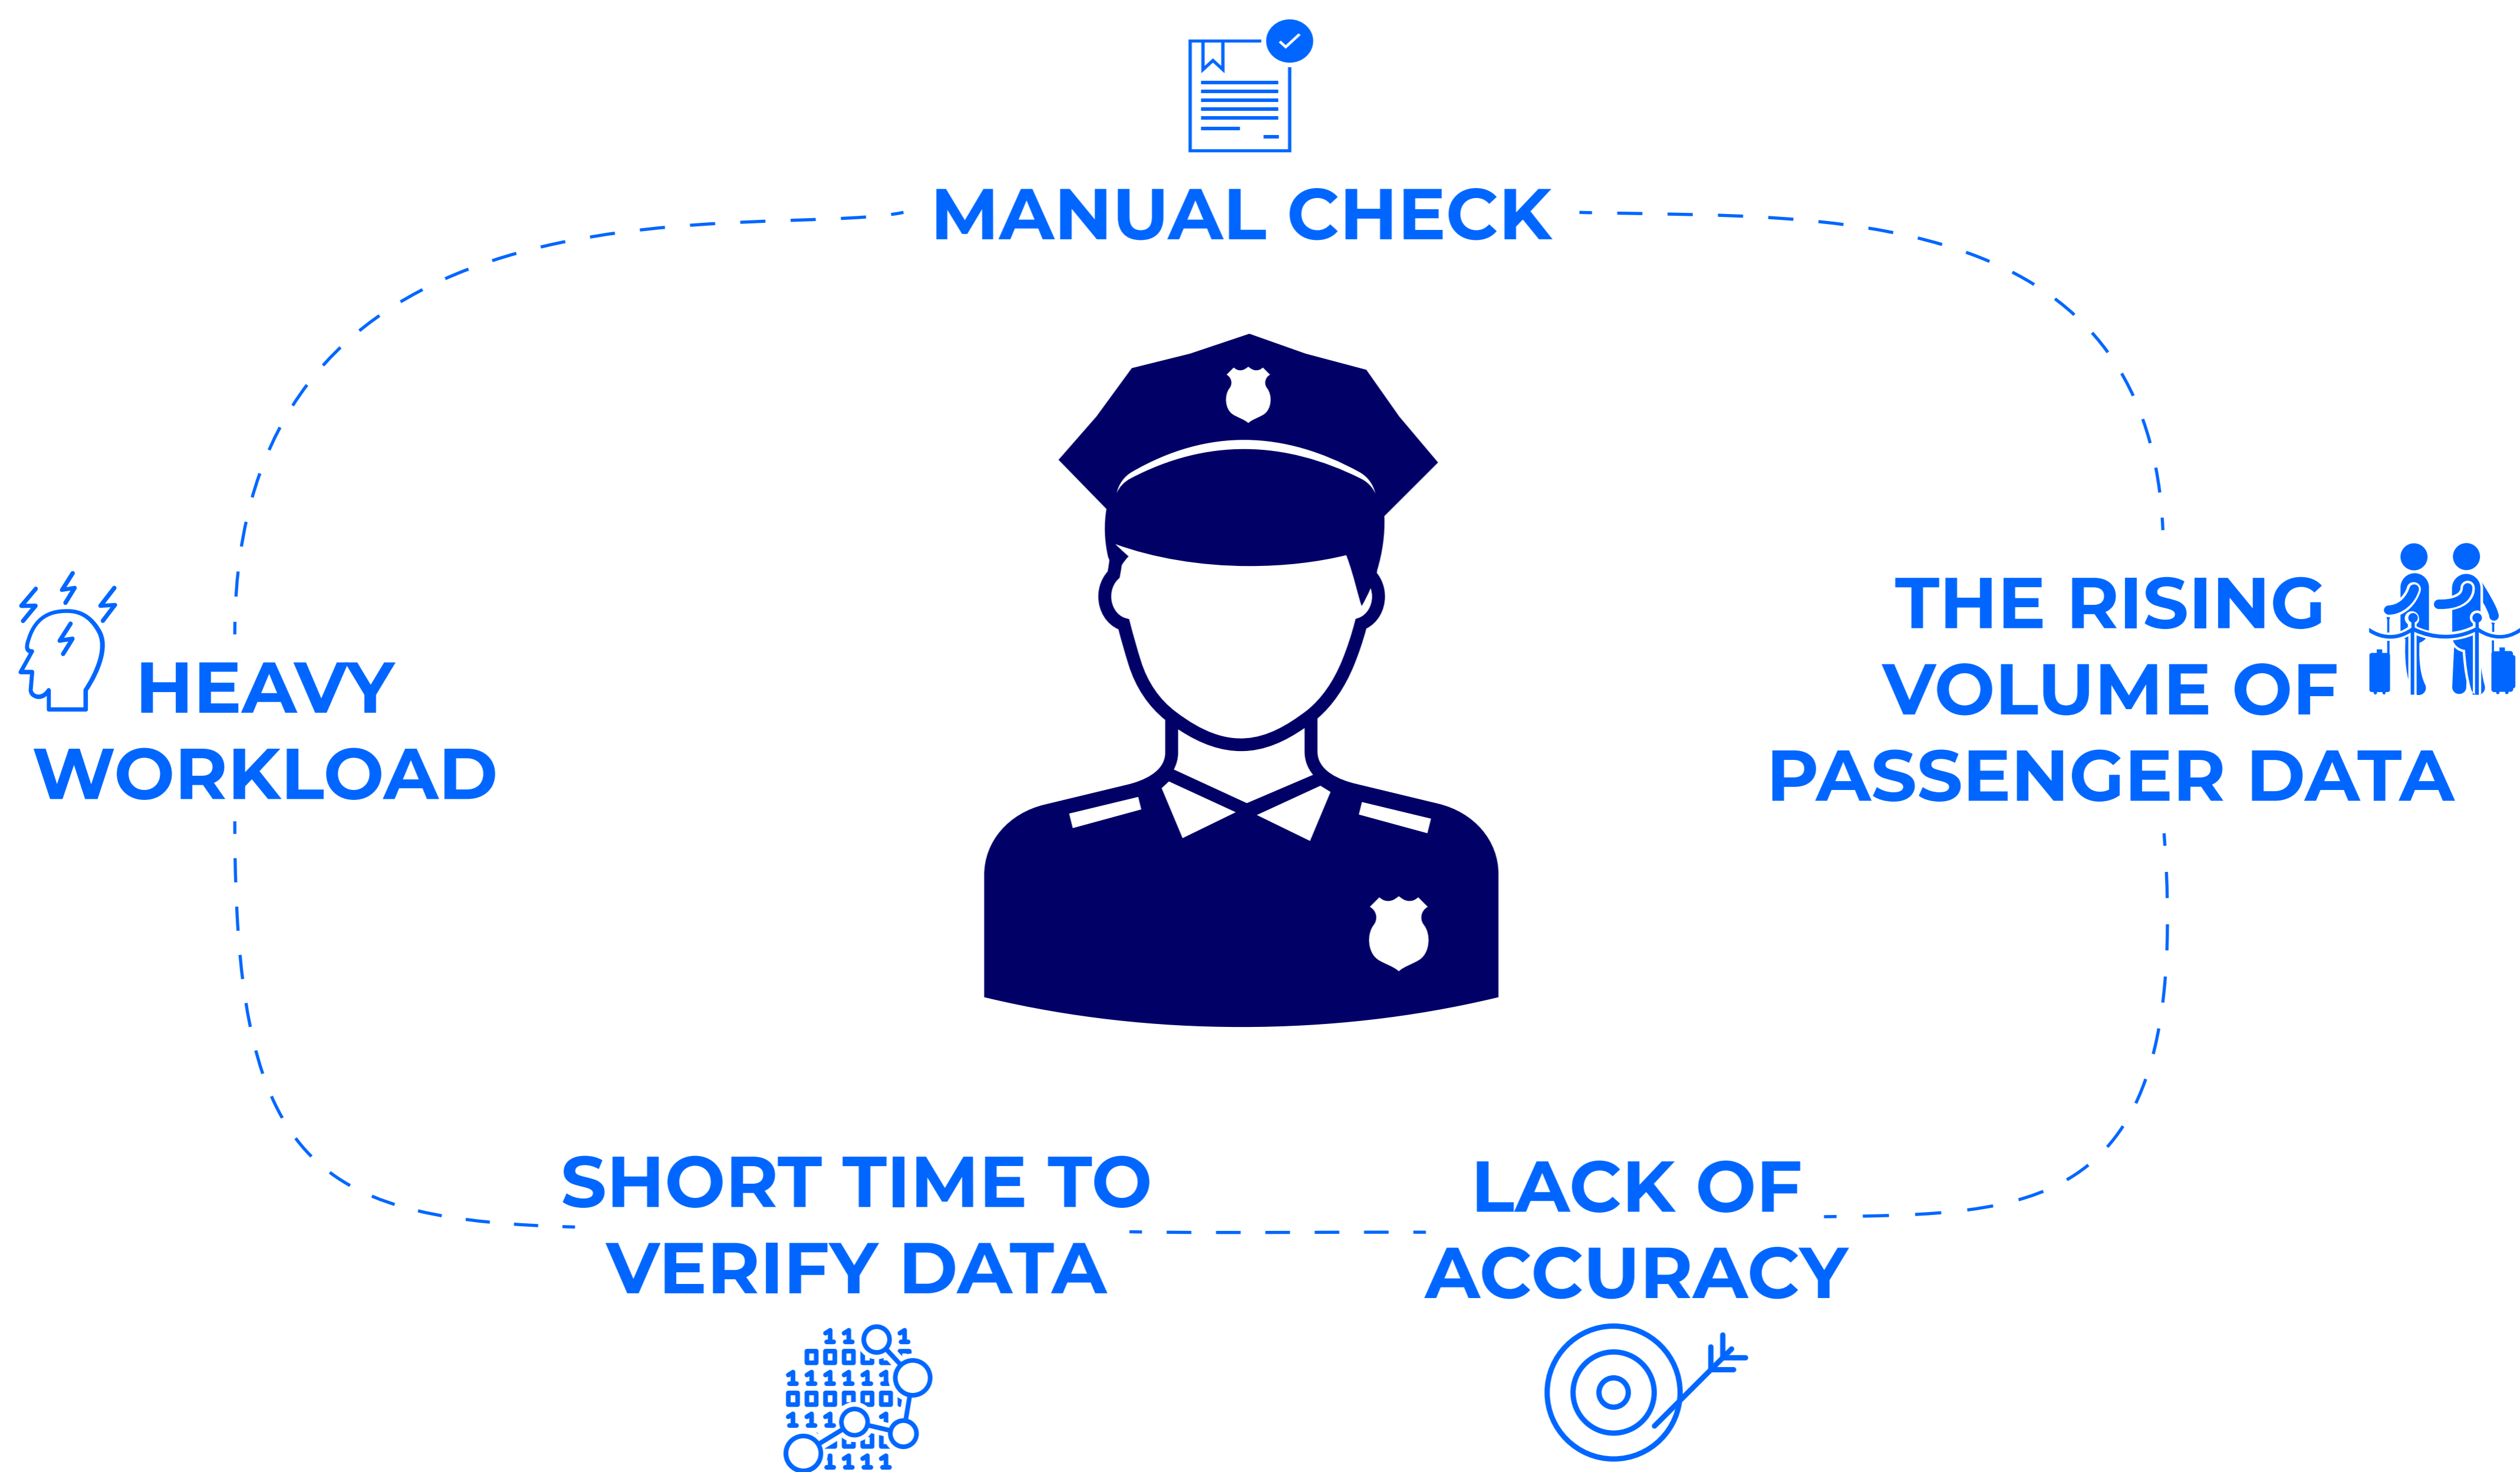 MANUAL CHECK
THE RISING
VOLUME OF
PASSENGER DATA
HEAVY
WORKLOAD
SHORT TIME TO
VERIFY DATA
LACK OF
ACCURACY